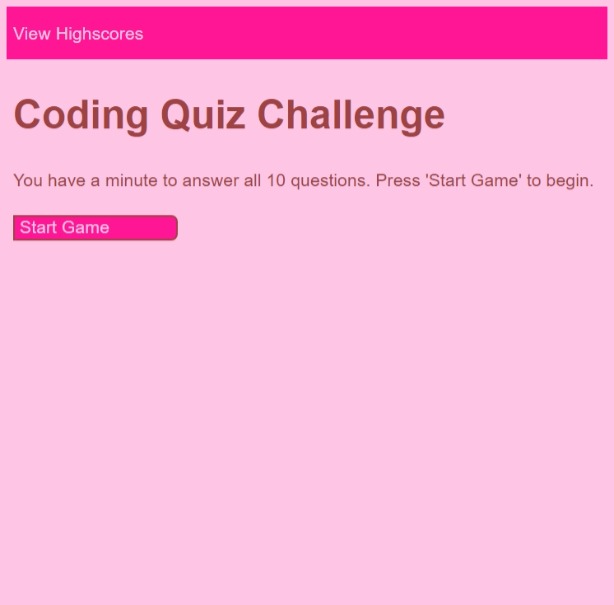 View Highscores
Coding Quiz Challenge
You have a minute to answer all 10 questions. Press 'Start Game' to begin.
Start Game